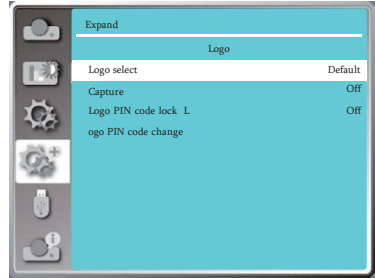 Expand
Logo
Logo select Default
Capture Off
Logo PIN code lock L Off
ogo PIN code change